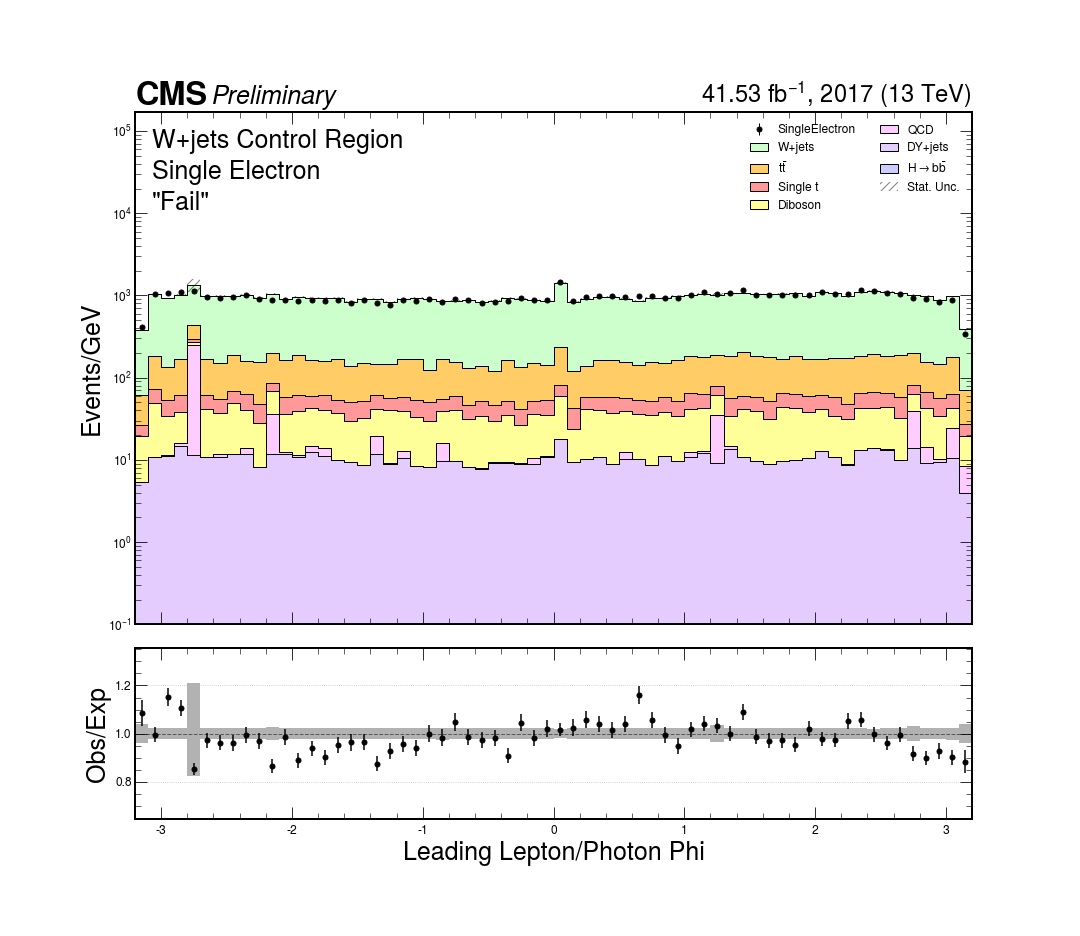 CMS Preliminary
41.53 fb⁻¹, 2017 (13 TeV)
W+jets Control Region
Single Electron
"Fail"
SingleElectron
W+jets
tt̄
Single t
Diboson
QCD
DY+jets
H→bb̄
Stat. Unc.
Events/GeV
10⁵
10⁴
10³
10²
10¹
10⁰
10⁻¹
Obs/Exp
1.2
1.0
0.8
-3 -2 -1 0 1 2 3
Leading Lepton/Photon Phi